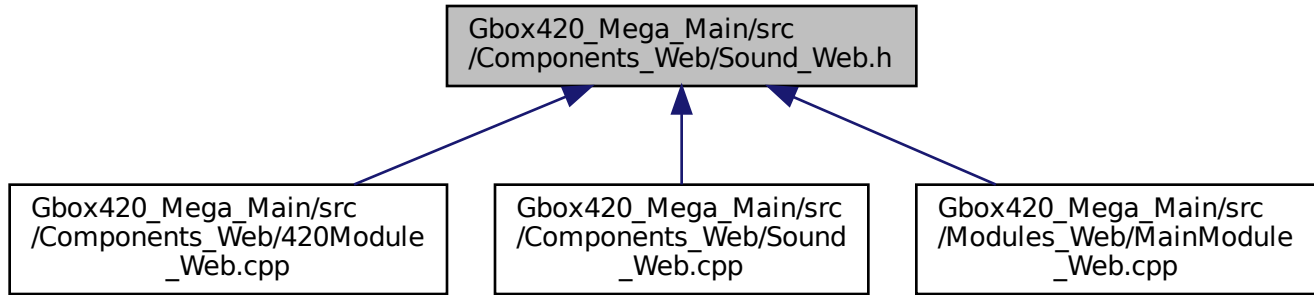 Gbox420_Mega_Main/src
/Components_Web/Sound_Web.h
Gbox420_Mega_Main/src
/Components_Web/420Module
_Web.cpp
Gbox420_Mega_Main/src
/Components_Web/Sound
_Web.cpp
Gbox420_Mega_Main/src
/Modules_Web/MainModule
_Web.cpp